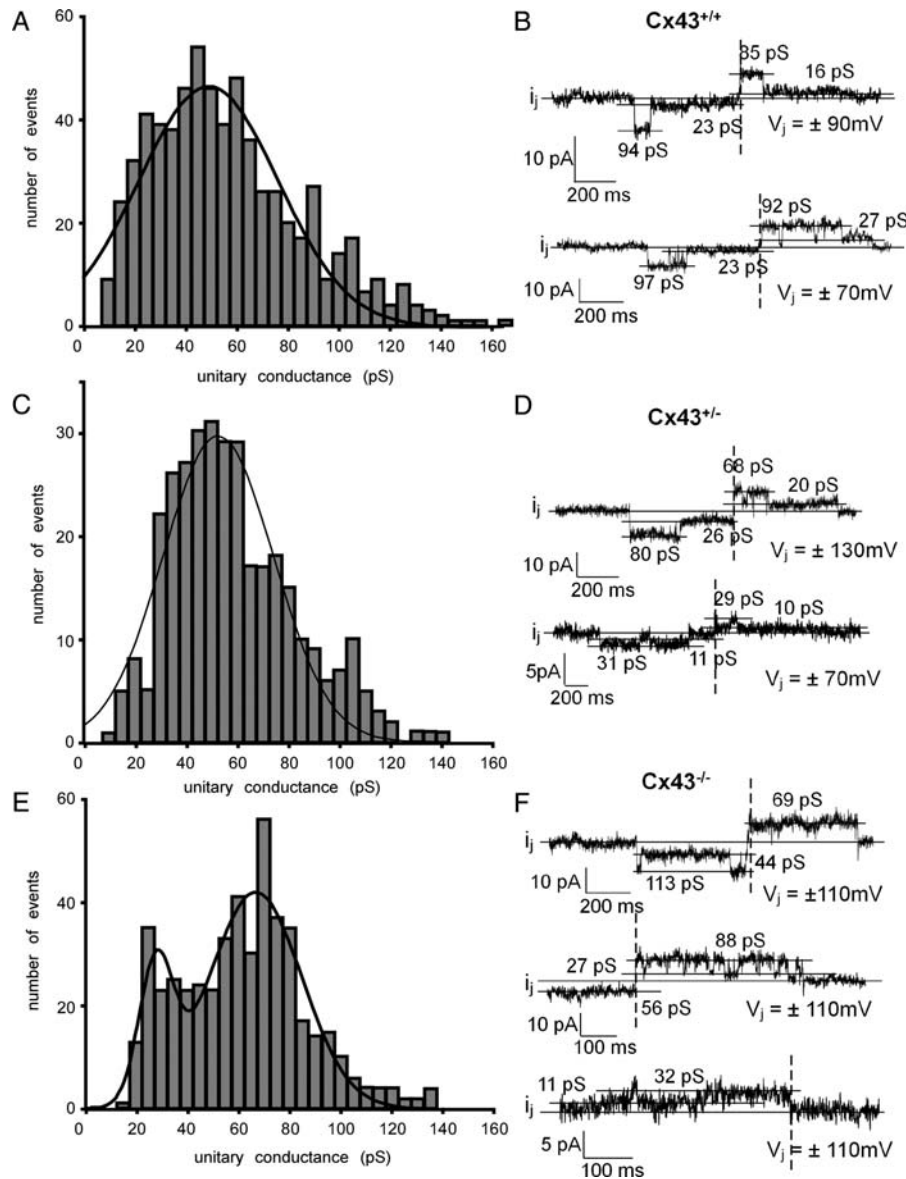 A
60
40
20
0
number of events
0 20 40 60 80 100 120 140 160
unitary conductance (pS)
B
Cx43+/+
35 pS
16 pS
ij
94 pS
23 pS
Vj = ± 90mV
10 pA
200 ms
92 pS
27 pS
ij
97 pS
23 pS
Vj = ± 70mV
10 pA
200 ms
C
30
20
10
0
number of events
0 20 40 60 80 100 120 140 160
unitary conductance (pS)
D
Cx43+/-
68 pS
20 pS
ij
80 pS
26 pS
Vj = ± 130mV
10 pA
200 ms
29 pS
10 pS
ij
31 pS
11 pS
Vj = ± 70mV
5pA
200 ms
E
60
40
20
0
number of events
0 20 40 60 80 100 120 140 160
unitary conductance (pS)
F
Cx43-/-
69 pS
ij
113 pS
44 pS
Vj = ±110mV
10 pA
200 ms
88 pS
27 pS
ij
56 pS
Vj = ± 110mV
10 pA
100 ms
11 pS
32 pS
ij
Vj = ± 110mV
5 pA
100 ms